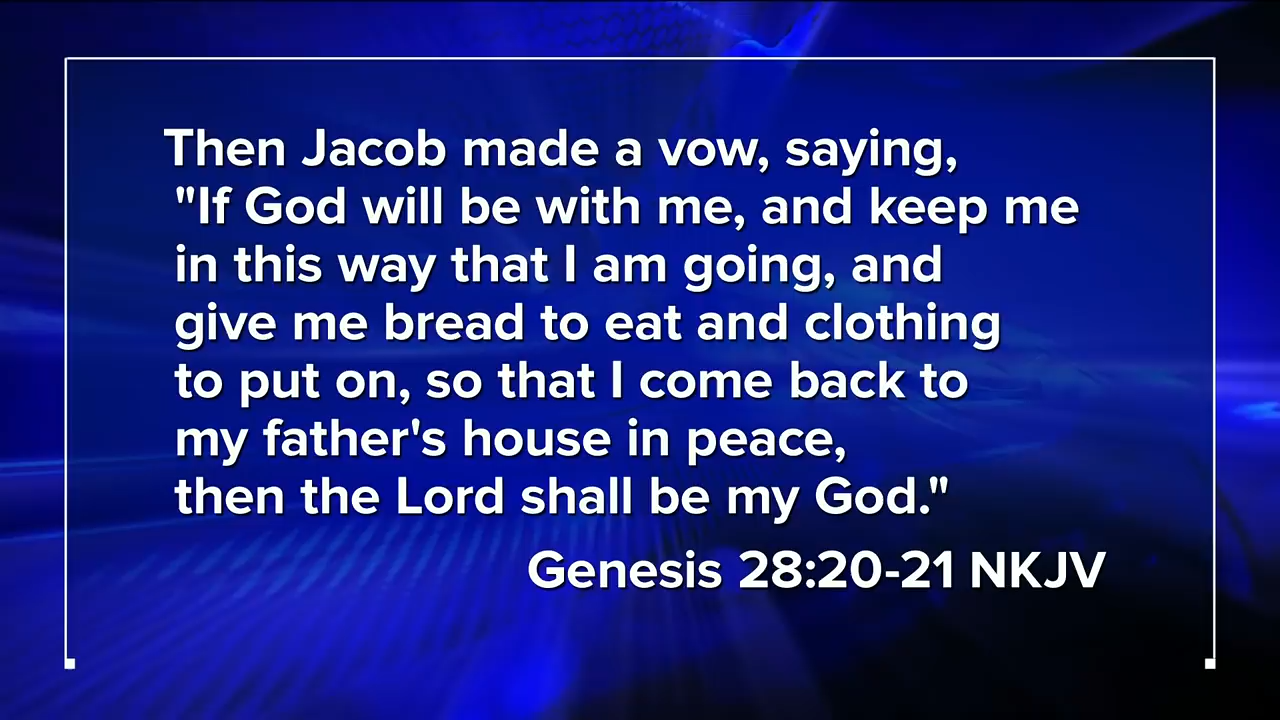 Then Jacob made a vow, saying,
"If God will be with me, and keep me
in this way that I am going, and
give me bread to eat and clothing
to put on, so that I come back to
my father's house in peace,
then the Lord shall be my God."
Genesis 28:20-21 NKJV